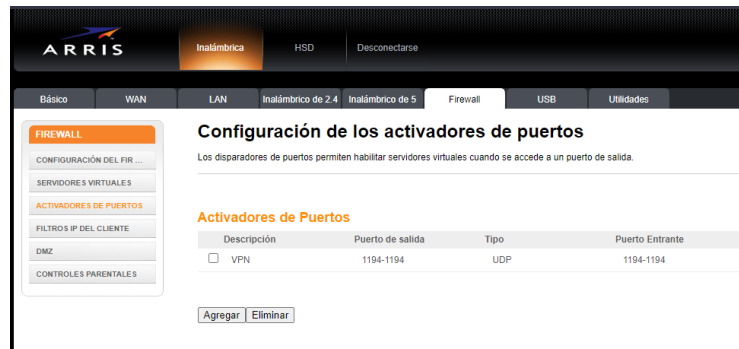 ARRIS
Inalámbrica HSD Desconectarse
Básico WAN LAN Inalámbrico de 2.4 Inalámbrico de 5 Firewall USB Utilidades
FIREWALL
CONFIGURACIÓN DEL FIR ...
SERVIDORES VIRTUALES
ACTIVADORES DE PUERTOS
FILTROS IP DEL CLIENTE
DMZ
CONTROLES PARENTALES
Configuración de los activadores de puertos
Los disparadores de puertos permiten habilitar servidores virtuales cuando se accede a un puerto de salida.
Activadores de Puertos
Descripción Puerto de salida Tipo Puerto Entrante
VPN 1194-1194 UDP 1194-1194
Agregar Eliminar